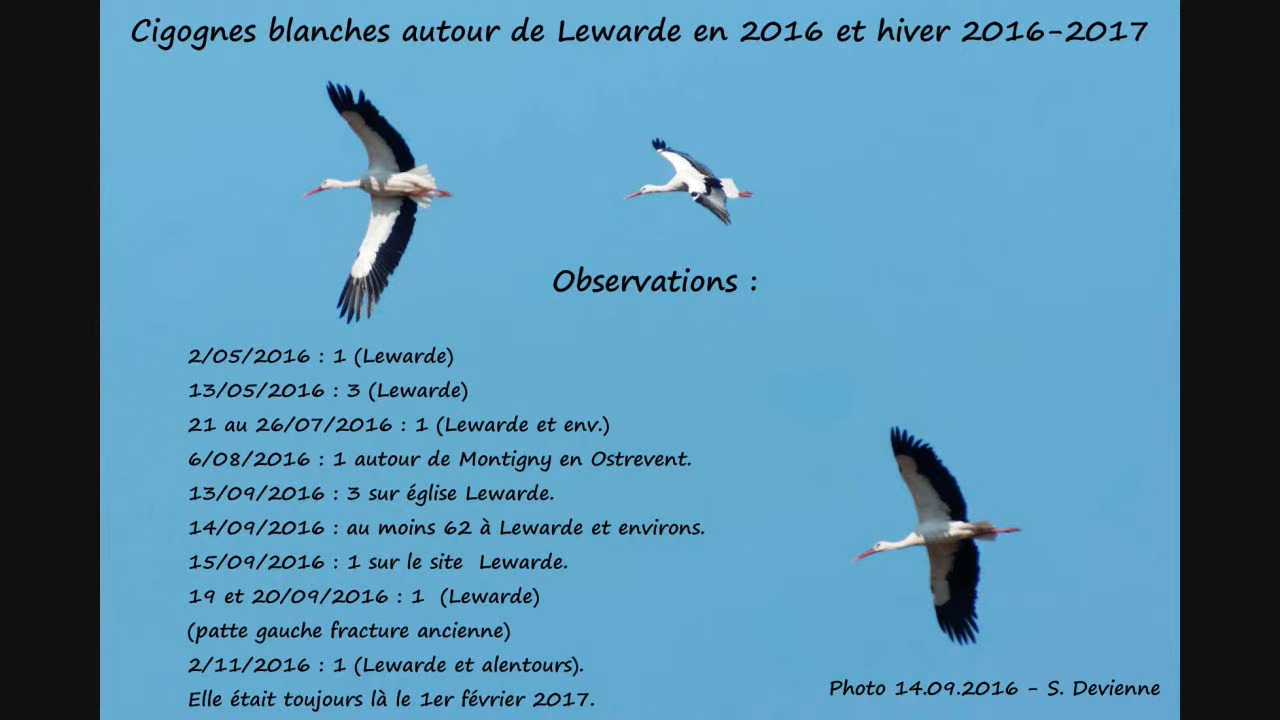 Cigognes blanches autour de Lewarde en 2016 et hiver 2016-2017
Observations :
2/05/2016 : 1 (Lewarde)
13/05/2016 : 3 (Lewarde)
21 au 26/07/2016 : 1 (Lewarde et env.)
6/08/2016 : 1 autour de Montigny en Ostrevent.
13/09/2016 : 3 sur église Lewarde.
14/09/2016 : au moins 62 à Lewarde et environs.
15/09/2016 : 1 sur le site  Lewarde.
19 et 20/09/2016 : 1  (Lewarde)
(patte gauche fracture ancienne)
2/11/2016 : 1 (Lewarde et alentours).
Elle était toujours là le 1er février 2017.
Photo 14.09.2016 - S. Devienne